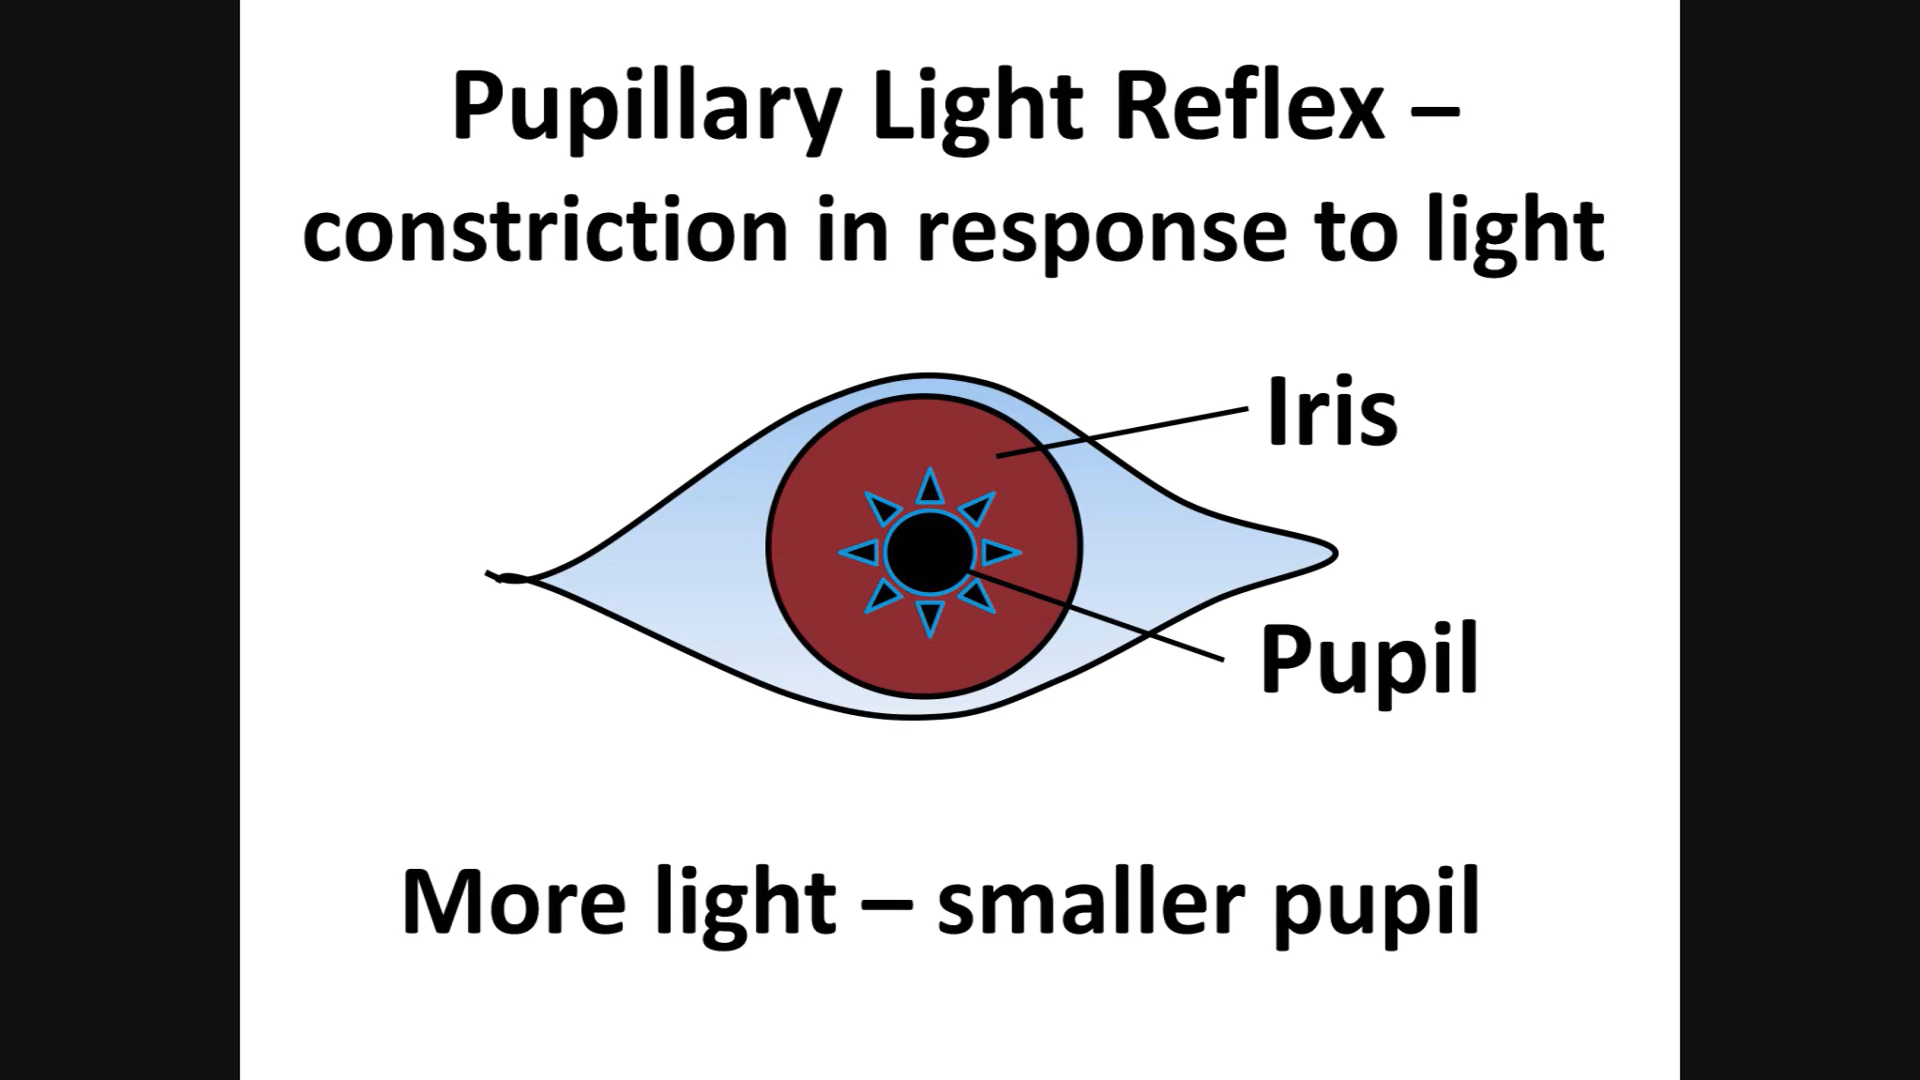 Pupillary Light Reflex –
constriction in response to light
Iris
Pupil
More light – smaller pupil